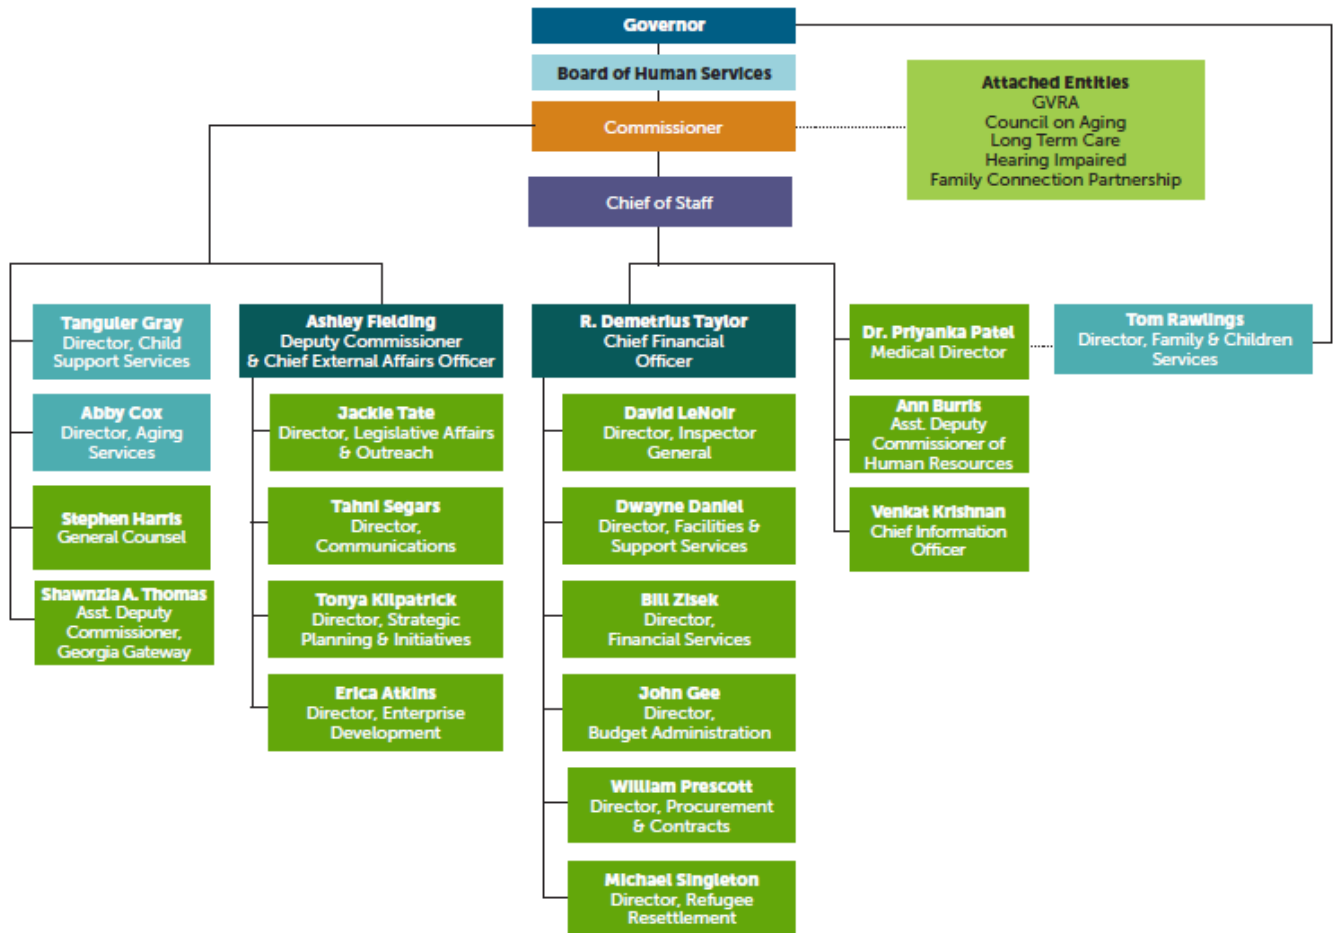 Governor
Board of Human Services
Commissioner
Attached Entities
GVRA
Council on Aging
Long Term Care
Hearing Impaired
Family Connection Partnership
Chief of Staff
Tanguler Gray
Director, Child
Support Services
Abby Cox
Director, Aging
Services
Stephen Harris
General Counsel
Shawnzia A. Thomas
Asst. Deputy
Commissioner,
Georgia Gateway
Ashley Fielding
Deputy Commissioner
& Chief External Affairs Officer
Jackie Tate
Director, Legislative Affairs
& Outreach
Tahni Segars
Director,
Communications
Tonya Kilpatrick
Director, Strategic
Planning & Initiatives
Erica Atkins
Director, Enterprise
Development
R. Demetrius Taylor
Chief Financial
Officer
David LeNoir
Director, Inspector
General
Dwayne Daniel
Director, Facilities &
Support Services
Bill Zisek
Director,
Financial Services
John Gee
Director,
Budget Administration
William Prescott
Director, Procurement
& Contracts
Michael Singleton
Director, Refugee
Resettlement
Dr. Priyanka Patel
Medical Director
Ann Burris
Asst. Deputy
Commissioner of
Human Resources
Venkat Krishnan
Chief Information
Officer
Tom Rawlings
Director, Family & Children
Services